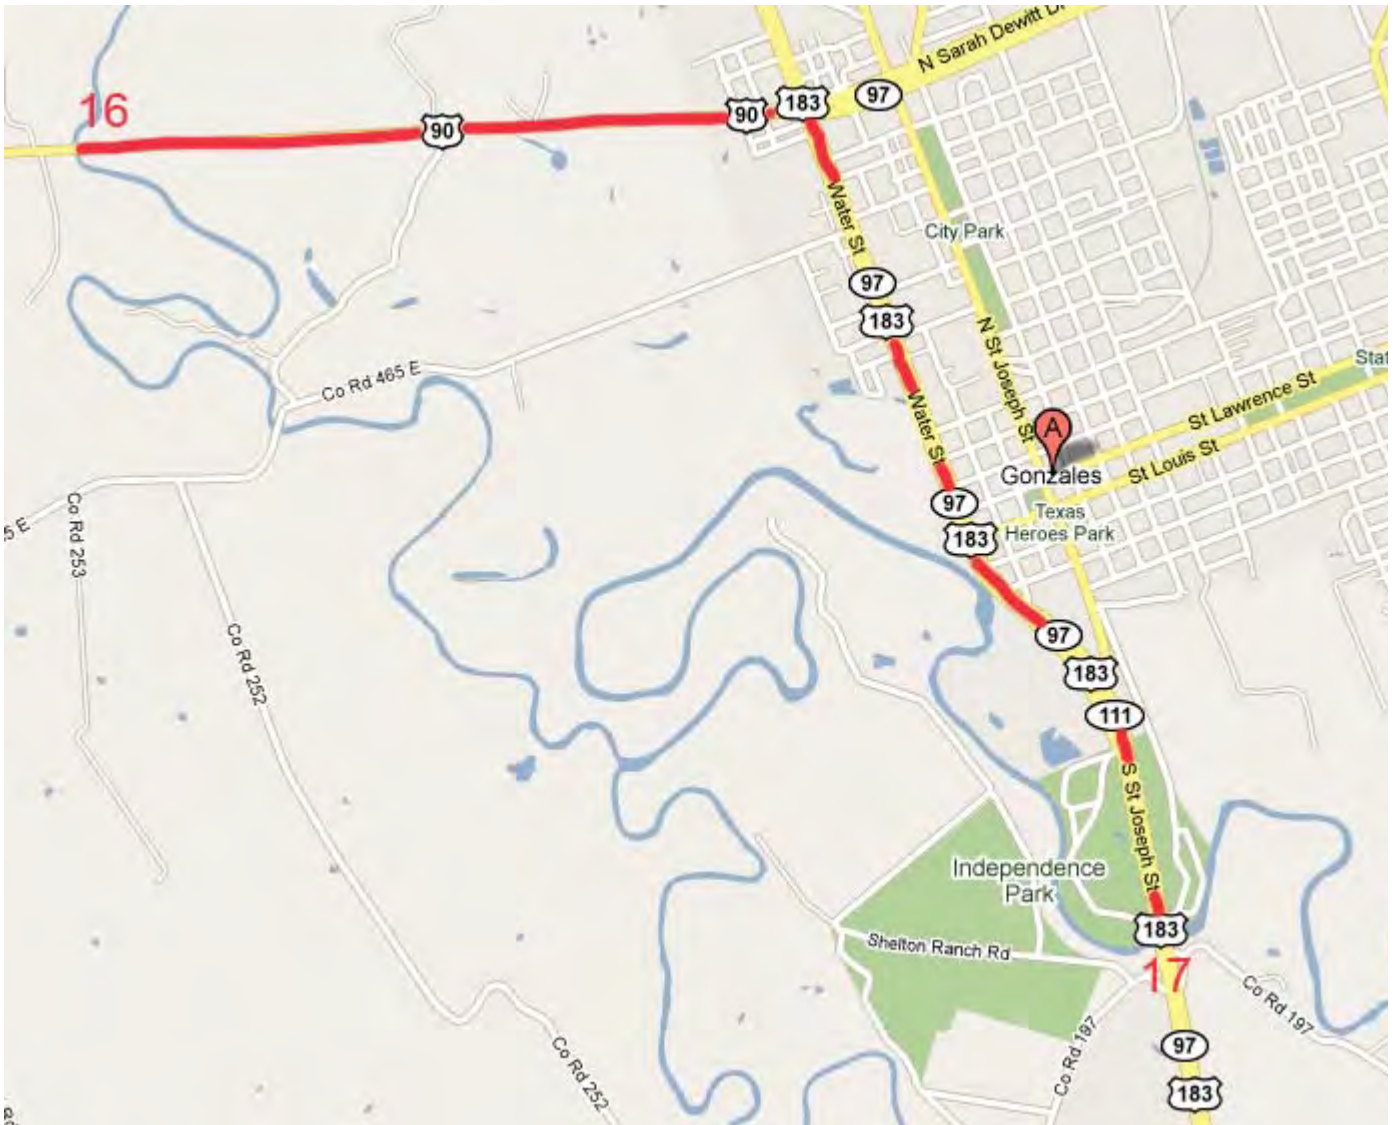 N Sarah Dewitt Dr
16
97
183
90
90
Water St
City Park
97
183
N St Joseph St
Stat
Co Rd 465 E
Water St
St Lawrence St
A
St Louis St
Gonzales
97
Texas
Heroes Park
183
5 E
Co Rd 253
97
Co Rd 252
183
111
S St Joseph St
Independence
Park
183
Shelton Ranch Rd
17
Co Rd 197
97
Co Rd 197
Co Rd 252
183